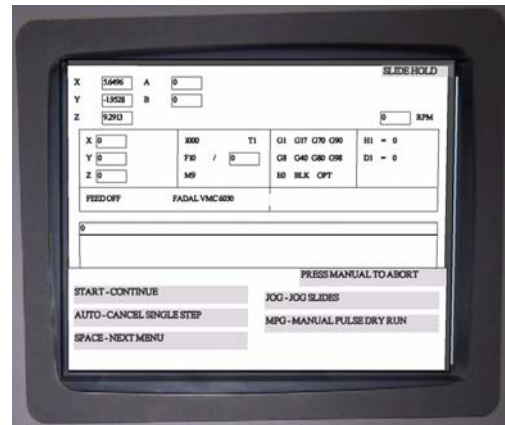 SLIDE HOLD
X 5.6496 A 0
Y -1.9528 B 0
Z 9.2913 0 RPM
X 0 1000 T1 G1 G17 G70 G90 H1 = 0
Y 0 F10 / 0 G8 G40 G80 G98 D1 = 0
Z 0 M9 E0 BLK OPT
FEED OFF FADAL VMC 6030
0
PRESS MANUAL TO ABORT
START - CONTINUE
JOG - JOG SLIDES
AUTO - CANCEL SINGLE STEP
MPG - MANUAL PULSE DRY RUN
SPACE - NEXT MENU